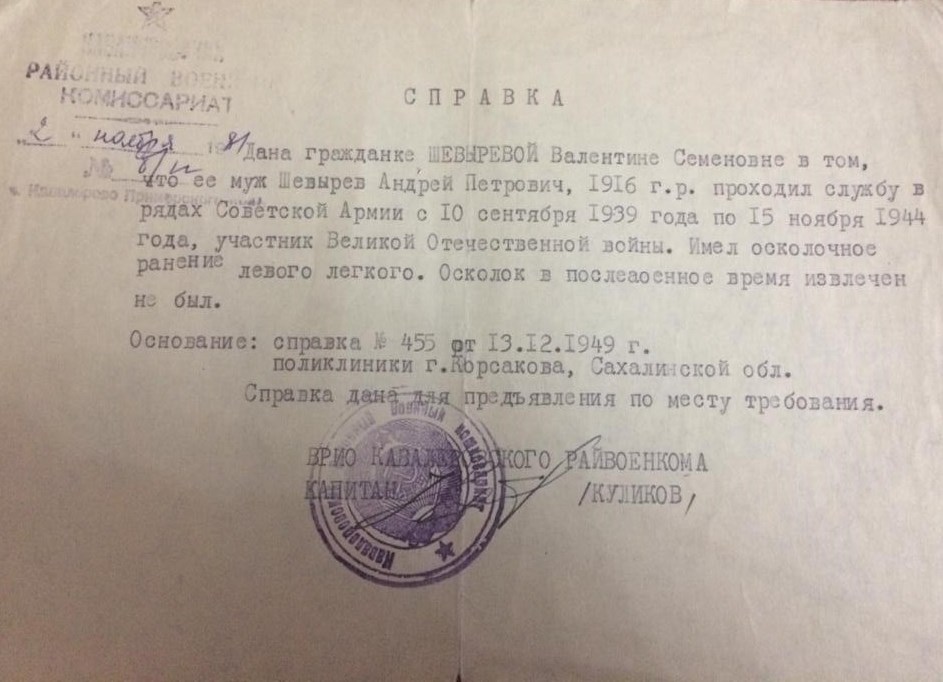 РАЙОННЫЙ ВОЕН
КОМИССАРИАТ
СПРАВКА
"2" ноября 1981
Дана гражданке ШЕВЫРЕВОЙ Валентине Семеновне в том,
№ б/н
что ее муж Шевырев Андрей Петрович, 1916 г.р. проходил службу в
рядах Советской Армии с 10 сентября 1939 года по 15 ноября 1944
года, участник Великой Отечественной войны. Имел осколочное
ранение левого легкого. Осколок в послеаоенное время извлечен
не был.
Основание: справка № 455 от 13.12.1949 г.
поликлиники г.Корсакова, Сахалинской обл.
Справка дана для предъявления по месту требования.
ВРИО КАВАЛЕРОВСКОГО РАЙВОЕНКОМА
КАПИТАН /КУЛИКОВ/